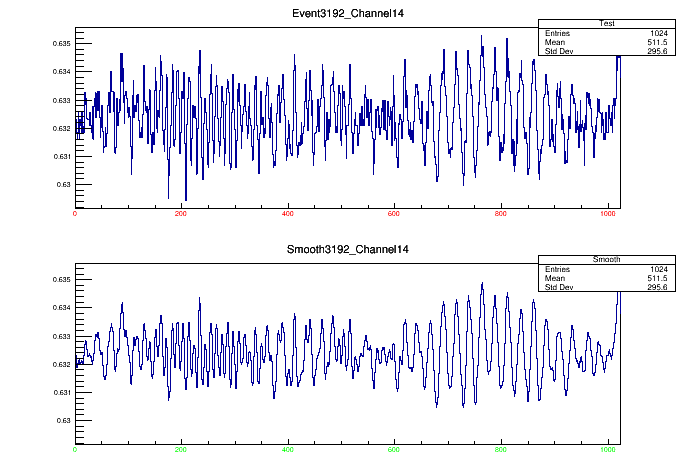 Event3192_Channel14
Test
Entries 1024
Mean 511.5
Std Dev 295.6
0.635
0.634
0.633
0.632
0.631
0.63
0 200 400 600 800 1000
Smooth3192_Channel14
Smooth
Entries 1024
Mean 511.5
Std Dev 295.6
0.635
0.634
0.633
0.632
0.631
0.63
0 200 400 600 800 1000